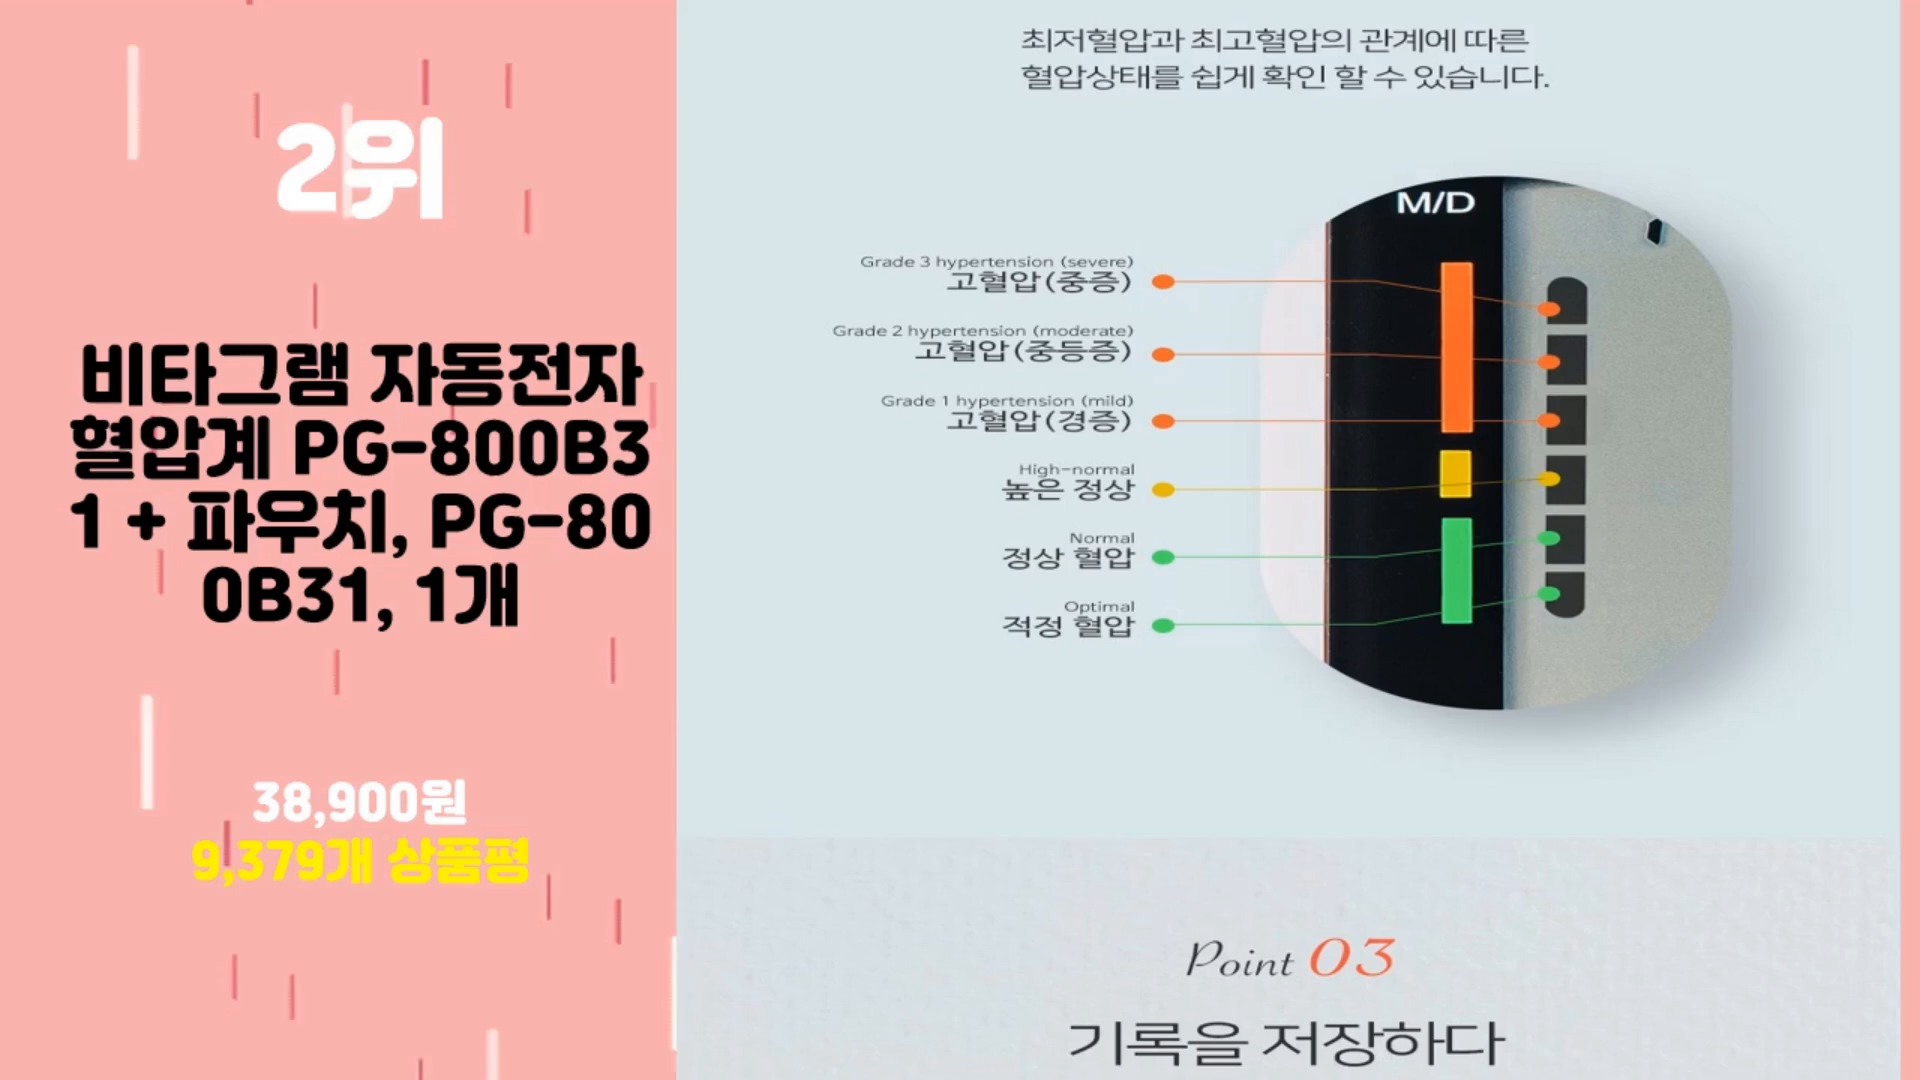 2위
비타그램 자동전자
혈압계 PG-800B3
1 + 파우치, PG-80
0B31, 1개
38,900원
9,379개 상품평
최저혈압과 최고혈압의 관계에 따른
혈압상태를 쉽게 확인 할 수 있습니다.
M/D
Grade 3 hypertension (severe)
고혈압(중증)
Grade 2 hypertension (moderate)
고혈압(중등증)
Grade 1 hypertension (mild)
고혈압(경증)
High-normal
높은 정상
Normal
정상 혈압
Optimal
적정 혈압
Point 03
기록을 저장하다